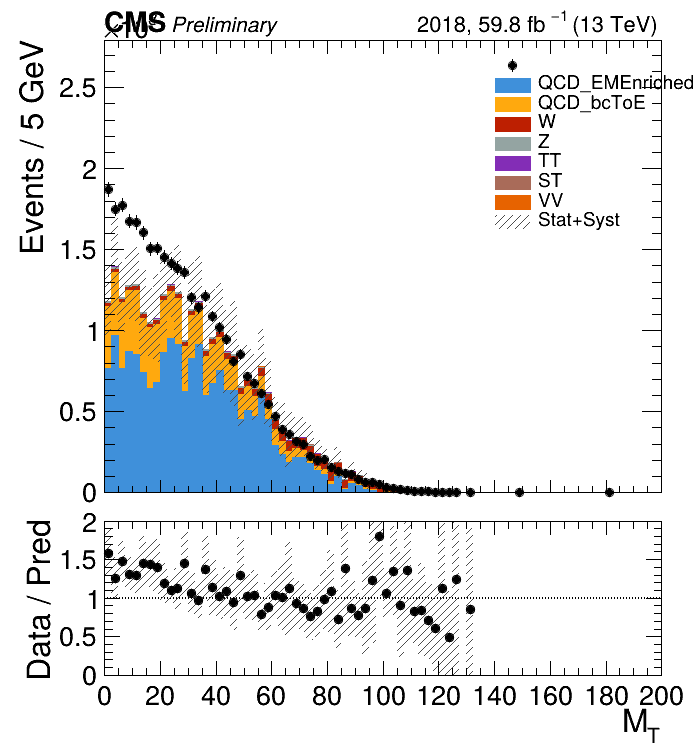 CMS Preliminary 2018, 59.8 fb⁻¹ (13 TeV)
Events / 5 GeV
2.5
2
1.5
1
0.5
0
QCD_EMEnriched
QCD_bcToE
W
Z
TT
ST
VV
Stat+Syst
Data / Pred
2
1.5
1
0.5
0
0 20 40 60 80 100 120 140 160 180 200
M_T